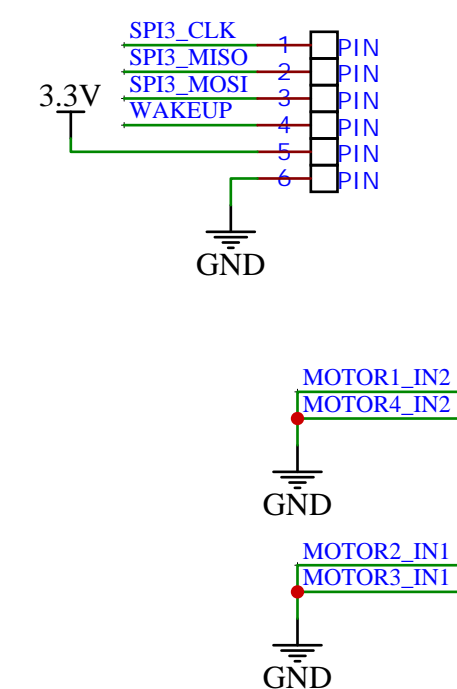 SPI3_CLK 1 PIN
SPI3_MISO 2 PIN
3.3V SPI3_MOSI 3 PIN
WAKEUP 4 PIN
5 PIN
6 PIN
GND
MOTOR1_IN2
MOTOR4_IN2
GND
MOTOR2_IN1
MOTOR3_IN1
GND